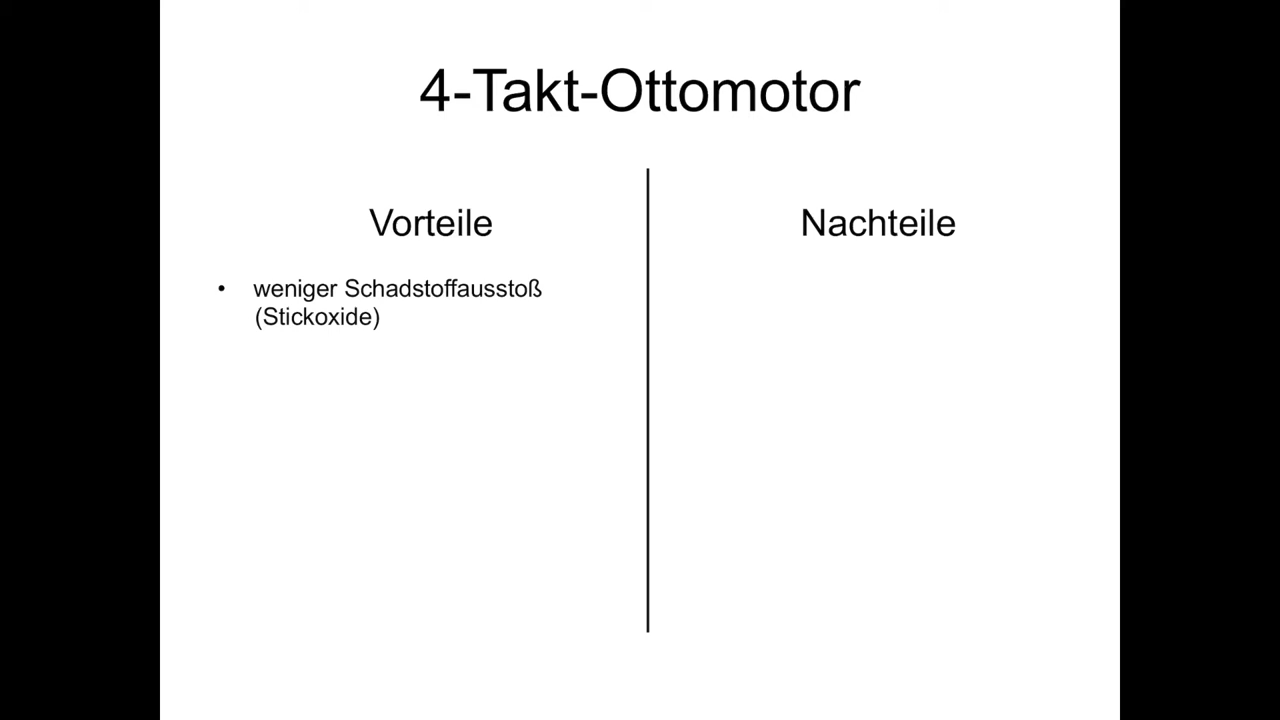 4-Takt-Ottomotor
Vorteile
• weniger Schadstoffausstoß
(Stickoxide)
Nachteile